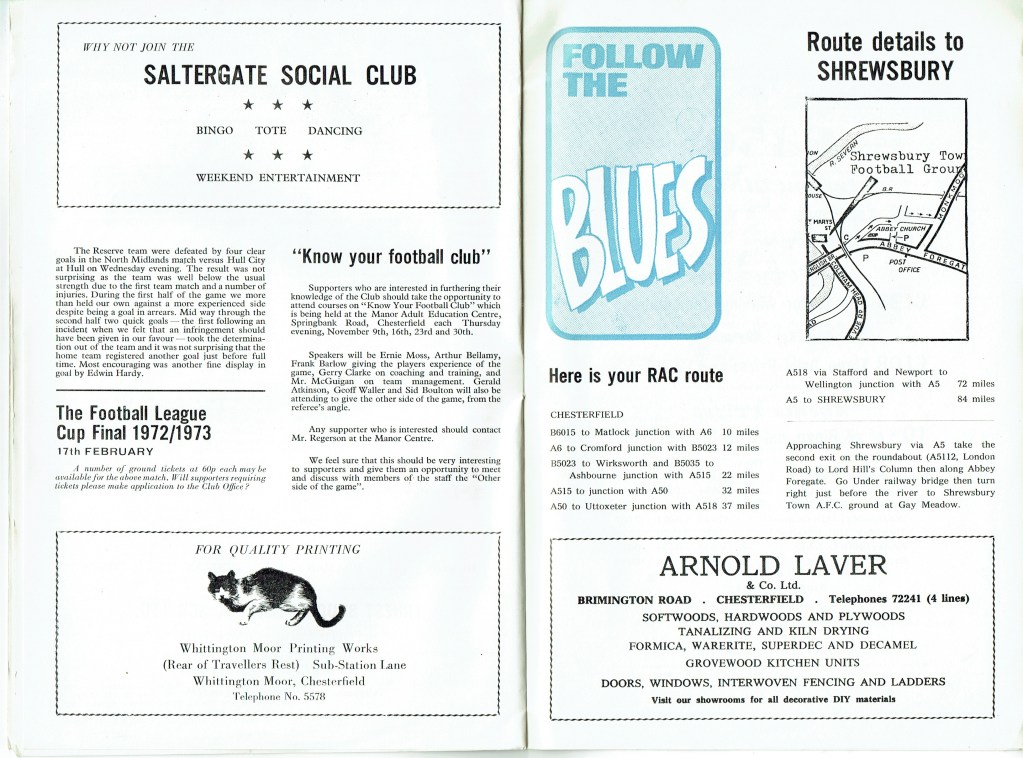 WHY NOT JOIN THE
SALTERGATE SOCIAL CLUB
BINGO TOTE DANCING
WEEKEND ENTERTAINMENT
The Reserve team were defeated by four clear
goals in the North Midlands match versus Hull City
at Hull on Wednesday evening. The result was not
surprising as the team was well below the usual
strength due to the first team match and a number of
injuries. During the first half of the game we more
than held our own against a more experienced side
despite being a goal in arrears. Mid way through the
second half two quick goals — the first following an
incident when we felt that an infringement should
have been given in our favour — took the determina-
tion out of the team and it was not surprising that the
home team registered another goal just before full
time. Most encouraging was another fine display in
goal by Edwin Hardy.
The Football League
Cup Final 1972/1973
17th FEBRUARY
A number of ground tickets at 60p each may be
available for the above match. Will supporters requiring
tickets please make application to the Club Office?
"Know your football club"
Supporters who are interested in furthering their
knowledge of the Club should take the opportunity to
attend courses on "Know Your Football Club" which
is being held at the Manor Adult Education Centre,
Springbank Road, Chesterfield each Thursday
evening, November 9th, 16th, 23rd and 30th.
Speakers will be Ernie Moss, Arthur Bellamy,
Frank Barlow giving the players experience of the
game, Gerry Clarke on coaching and training, and
Mr. McGuigan on team management. Gerald
Atkinson, Geoff Waller and Sid Boulton will also be
attending to give the other side of the game, from the
referee's angle.
Any supporter who is interested should contact
Mr. Regerson at the Manor Centre.
We feel sure that this should be very interesting
to supporters and give them an opportunity to meet
and discuss with members of the staff the "Other
side of the game".
FOR QUALITY PRINTING
Whittington Moor Printing Works
(Rear of Travellers Rest) Sub-Station Lane
Whittington Moor, Chesterfield
Telephone No. 5578
FOLLOW
THE
BLUES
Here is your RAC route
CHESTERFIELD
B6015 to Matlock junction with A6 10 miles
A6 to Cromford junction with B5023 12 miles
B5023 to Wirksworth and B5035 to
Ashbourne junction with A515 22 miles
A515 to junction with A50 32 miles
A50 to Uttoxeter junction with A518 37 miles
Route details to
SHREWSBURY
R. SEVERN
Shrewsbury Tow
Football Groun
B.R
MONKMOO
MARYS
ST
ABBEY CHURCH
P
C
ABBEY FOREGAT
P
POST
OFFICE
COLEHAM HEAD
A518 via Stafford and Newport to
Wellington junction with A5 72 miles
A5 to SHREWSBURY 84 miles
Approaching Shrewsbury via A5 take the
second exit on the roundabout (A5112, London
Road) to Lord Hill's Column then along Abbey
Foregate. Go Under railway bridge then turn
right just before the river to Shrewsbury
Town A.F.C. ground at Gay Meadow.
ARNOLD LAVER
& Co. Ltd.
BRIMINGTON ROAD . CHESTERFIELD . Telephones 72241 (4 lines)
SOFTWOODS, HARDWOODS AND PLYWOODS
TANALIZING AND KILN DRYING
FORMICA, WARERITE, SUPERDEC AND DECAMEL
GROVEWOOD KITCHEN UNITS
DOORS, WINDOWS, INTERWOVEN FENCING AND LADDERS
Visit our showrooms for all decorative DIY materials